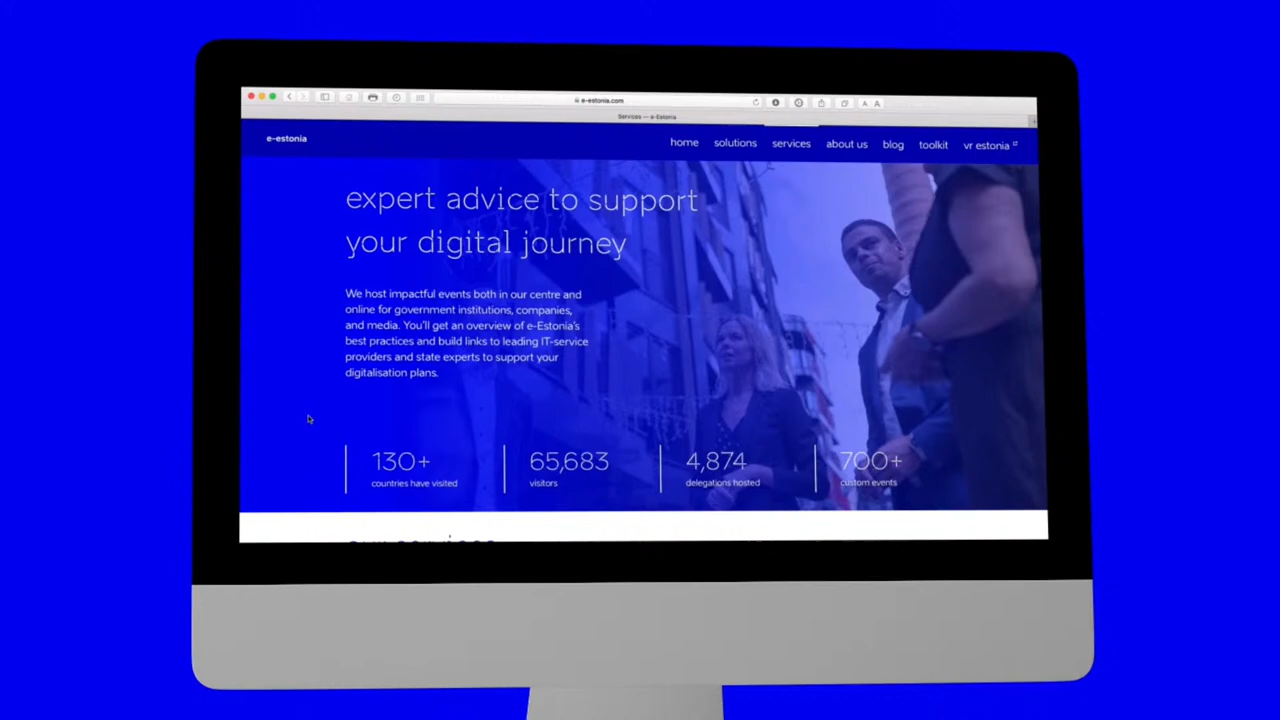 e-estonia.com
Services — e-Estonia
e-estonia
home solutions services about us blog toolkit vr estonia
expert advice to support
your digital journey
We host impactful events both in our centre and
online for government institutions, companies,
and media. You'll get an overview of e-Estonia's
best practices and build links to leading IT-service
providers and state experts to support your
digitalisation plans.
130+ 65,683 4,874 700+
countries have visited visitors delegations hosted custom events